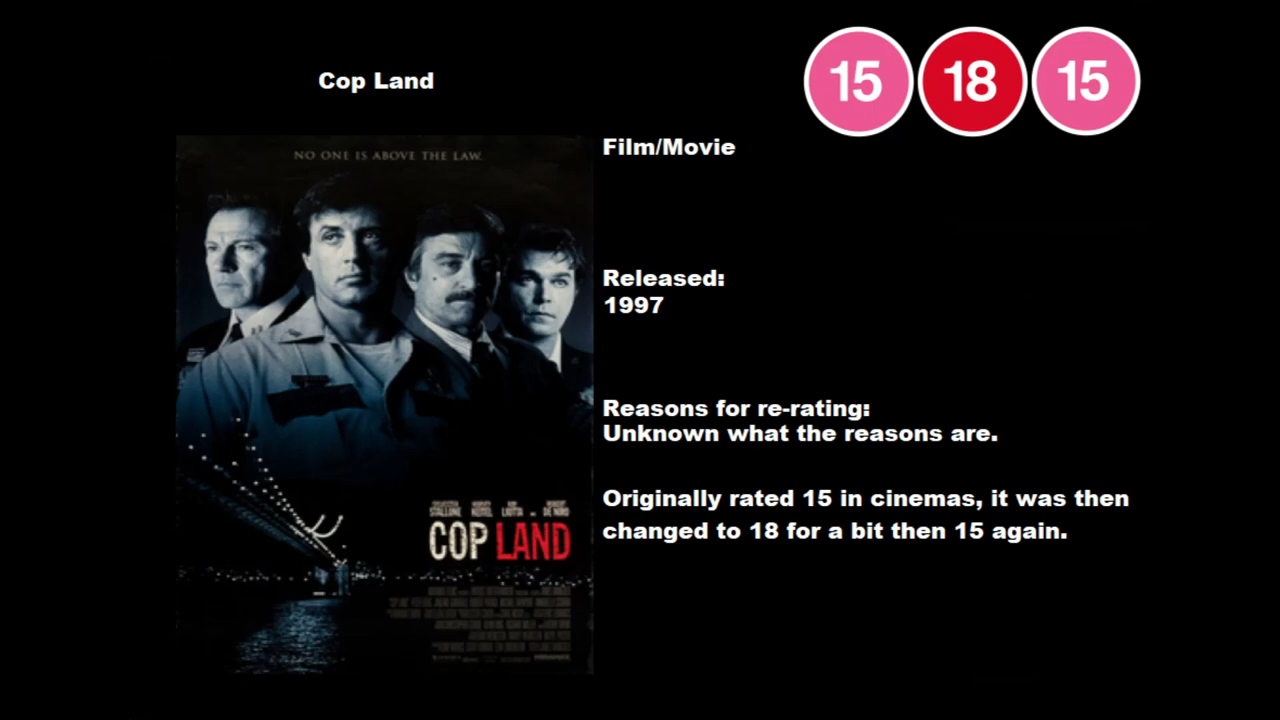 Cop Land
15 18 15
Film/Movie
NO ONE IS ABOVE THE LAW.
Released:
1997
Reasons for re-rating:
Unknown what the reasons are.
Originally rated 15 in cinemas, it was then
changed to 18 for a bit then 15 again.
STALLONE KEITEL LIOTTA DE NIRO
COP LAND